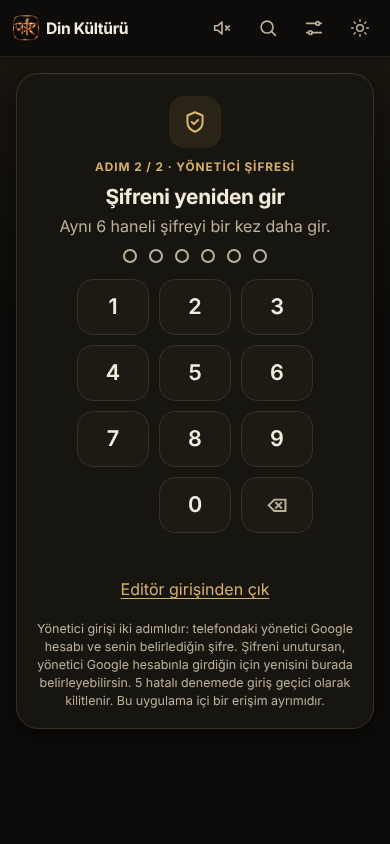 Din Kültürü
ADIM 2 / 2 · YÖNETİCİ ŞİFRESİ
Şifreni yeniden gir
Aynı 6 haneli şifreyi bir kez daha gir.
1 2 3
4 5 6
7 8 9
0
Editör girişinden çık
Yönetici girişi iki adımlıdır: telefondaki yönetici Google
hesabı ve senin belirlediğin şifre. Şifreni unutursan,
yönetici Google hesabınla girdiğin için yenisini burada
belirleyebilirsin. 5 hatalı denemede giriş geçici olarak
kilitlenir. Bu uygulama içi bir erişim ayrımıdır.